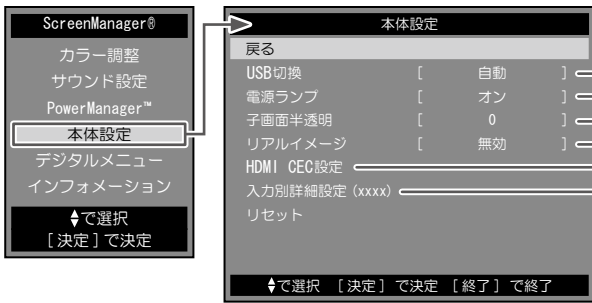 ScreenManager®
カラー調整
サウンド設定
PowerManager™
本体設定
デジタルメニュー
インフォメーション
♦で選択
[決定]で決定
本体設定
戻る
USB切換 [ 自動 ]
電源ランプ [ オン ]
子画面半透明 [ 0 ]
リアルイメージ [ 無効 ]
HDMI CEC設定
入力別詳細設定(xxxx)
リセット
♦で選択 [決定]で決定 [終了]で終了